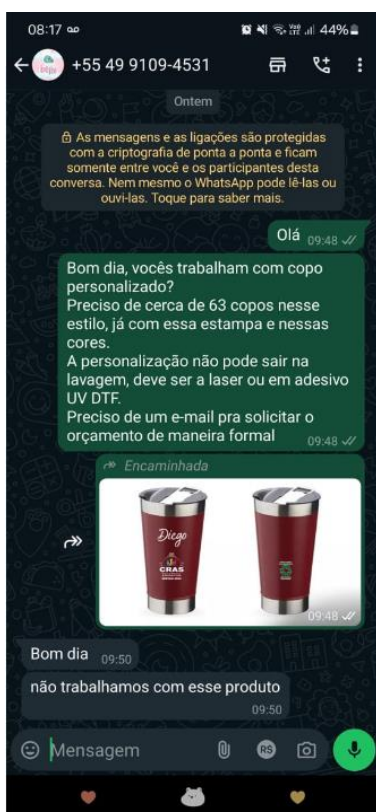 08:17
44%
+55 49 9109-4531
Ontem
As mensagens e as ligações são protegidas
com a criptografia de ponta a ponta e ficam
somente entre você e os participantes desta
conversa. Nem mesmo o WhatsApp pode lê-las ou
ouvi-las. Toque para saber mais.
Olá 09:48
Bom dia, vocês trabalham com copo
personalizado?
Preciso de cerca de 63 copos nesse
estilo, já com essa estampa e nessas
cores.
A personalização não pode sair na
lavagem, deve ser a laser ou em adesivo
UV DTF.
Preciso de um e-mail pra solicitar o
orçamento de maneira formal 09:48
Encaminhada
Diego
CRAS
09:48
Bom dia 09:50
não trabalhamos com esse produto
09:50
Mensagem
RS